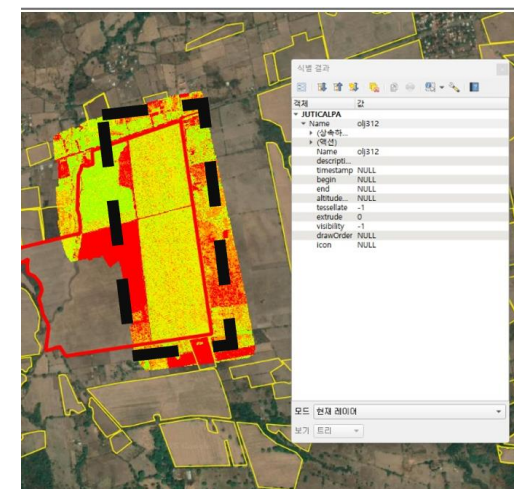 식별 결과
객체 값
JUTICALPA
Name olj312
(상속하...
(액션)
Name olj312
descripti...
timestamp NULL
begin NULL
end NULL
altitude... NULL
tessellate -1
extrude 0
visibility -1
drawOrder NULL
icon NULL
모드 현재 레이어
보기 트리